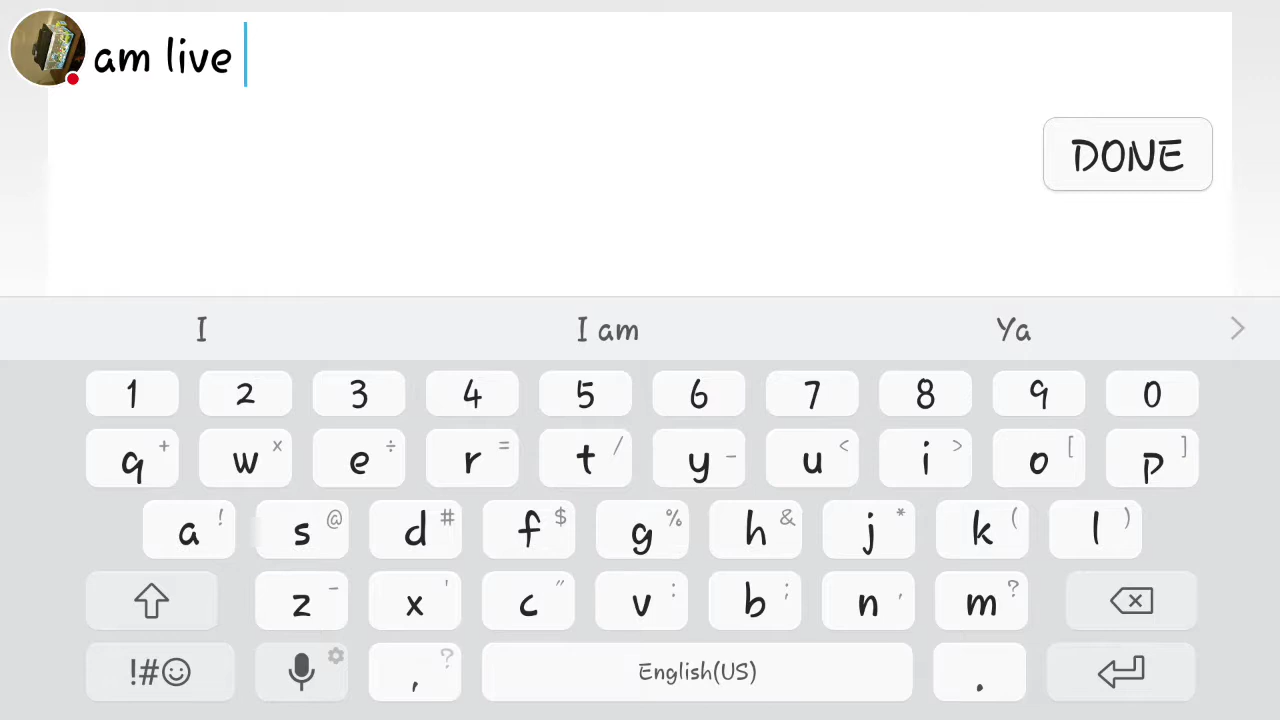 am live
DONE
I I am Ya
1 2 3 4 5 6 7 8 9 0
q + w x e ÷ r = t / y - u < i > o [ p ]
a ! s @ d # f $ g % h & j * k ( l )
z - x ' c " v : b ; n , m ?
!#☺ , ? English(US) .